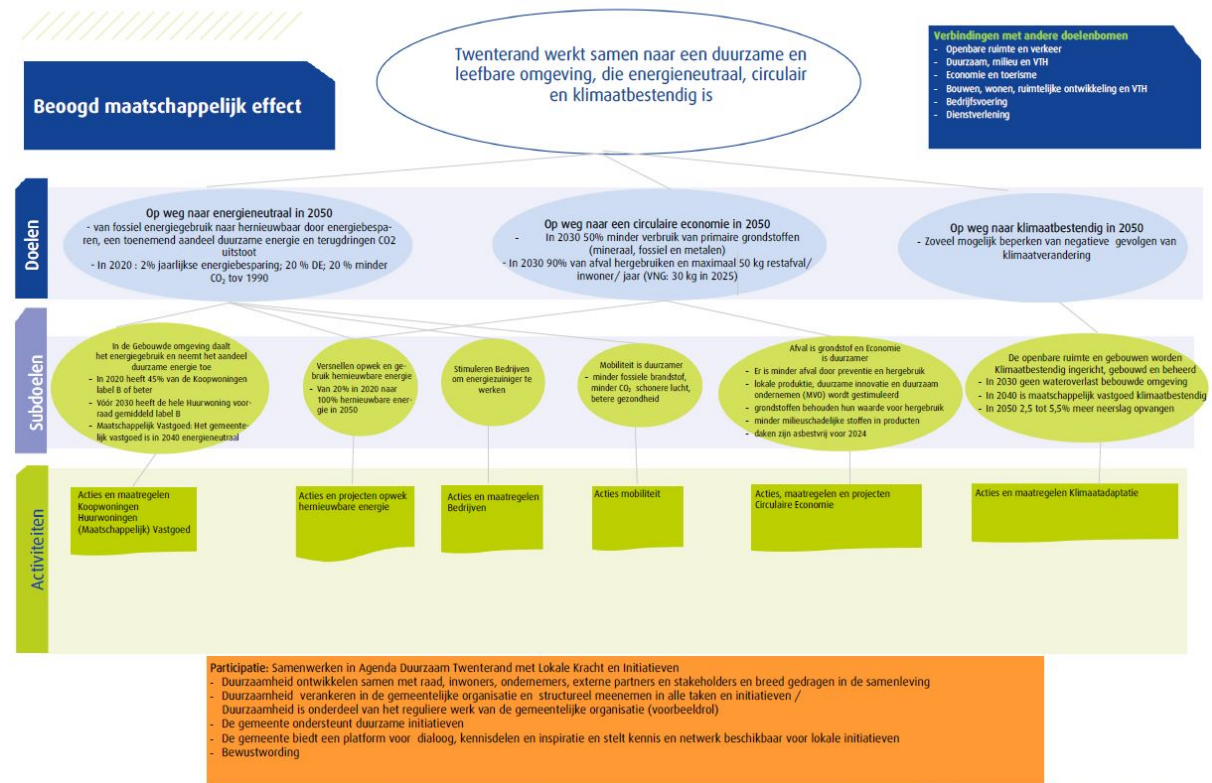 Beoogd maatschappelijk effect
Twenterand werkt samen naar een duurzame en
leefbare omgeving, die energieneutraal, circulair
en klimaatbestendig is
Verbindingen met andere doelenbomen
- Openbare ruimte en verkeer
- Duurzaam, milieu en VTH
- Economie en toerisme
- Bouwen, wonen, ruimtelijke ontwikkeling en VTH
- Bedrijfsvoering
- Dienstverlening
Doelen
Op weg naar energieneutraal in 2050
- van fossiel energiegebruik naar hernieuwbaar door energiebespa-
ren, een toenemend aandeel duurzame energie en terugdringen CO2
uitstoot
- In 2020 : 2% jaarlijkse energiebesparing; 20 % DE; 20 % minder
CO₂ tov 1990
Op weg naar een circulaire economie in 2050
- In 2030 50% minder verbruik van primaire grondstoffen
(mineraal, fossiel en metalen)
- In 2030 90% van afval hergebruiken en maximaal 50 kg restafval/
inwoner/ jaar (VNG: 30 kg in 2025)
Op weg naar klimaatbestendig in 2050
- Zoveel mogelijk beperken van negatieve gevolgen van
klimaatverandering
Subdoelen
In de Gebouwde omgeving daalt
het energiegebruik en neemt het aandeel
duurzame energie toe
- In 2020 heeft 45% van de Koopwoningen
label B of beter
- Vóór 2030 heeft de hele Huurwoning voor-
raad gemiddeld label B
- Maatschappelijk Vastgoed: Het gemeente-
lijk vastgoed is in 2040 energieneutraal
Versnellen opwek en ge-
bruik hernieuwbare energie
- Van 20% in 2020 naar
100% hernieuwbare ener-
gie in 2050
Stimuleren Bedrijven
om energiezuiniger te
werken
Mobiliteit is duurzamer
- minder fossiele brandstof,
minder CO₂ schonere lucht,
betere gezondheid
Afval is grondstof en Economie
is duurzamer
- Er is minder afval door preventie en hergebruik
- lokale produktie, duurzame innovatie en duurzaam
ondernemen (MVO) wordt gestimuleerd
- grondstoffen behouden hun waarde voor hergebruik
- minder milieuschadelijke stoffen in producten
- daken zijn asbestvrij voor 2024
De openbare ruimte en gebouwen worden
Klimaatbestendig ingericht, gebouwd en beheerd
- In 2030 geen wateroverlast bebouwde omgeving
- In 2040 is maatschappelijk vastgoed klimaatbestendig
- In 2050 2,5 tot 5,5% meer neerslag opvangen
Activiteiten
Acties en maatregelen
Koopwoningen
Huurwoningen
(Maatschappelijk) Vastgoed
Acties en projecten opwek
hernieuwbare energie
Acties en maatregelen
Bedrijven
Acties mobiliteit
Acties, maatregelen en projecten
Circulaire Economie
Acties en maatregelen Klimaatadaptatie
Participatie: Samenwerken in Agenda Duurzaam Twenterand met Lokale Kracht en Initiatieven
- Duurzaamheid ontwikkelen samen met raad, inwoners, ondernemers, externe partners en stakeholders en breed gedragen in de samenleving
- Duurzaamheid verankeren in de gemeentelijke organisatie en structureel meenemen in alle taken en initiatieven /
Duurzaamheid is onderdeel van het reguliere werk van de gemeentelijke organisatie (voorbeeldrol)
- De gemeente ondersteunt duurzame initiatieven
- De gemeente biedt een platform voor dialoog, kennisdelen en inspiratie en stelt kennis en netwerk beschikbaar voor lokale initiatieven
- Bewustwording